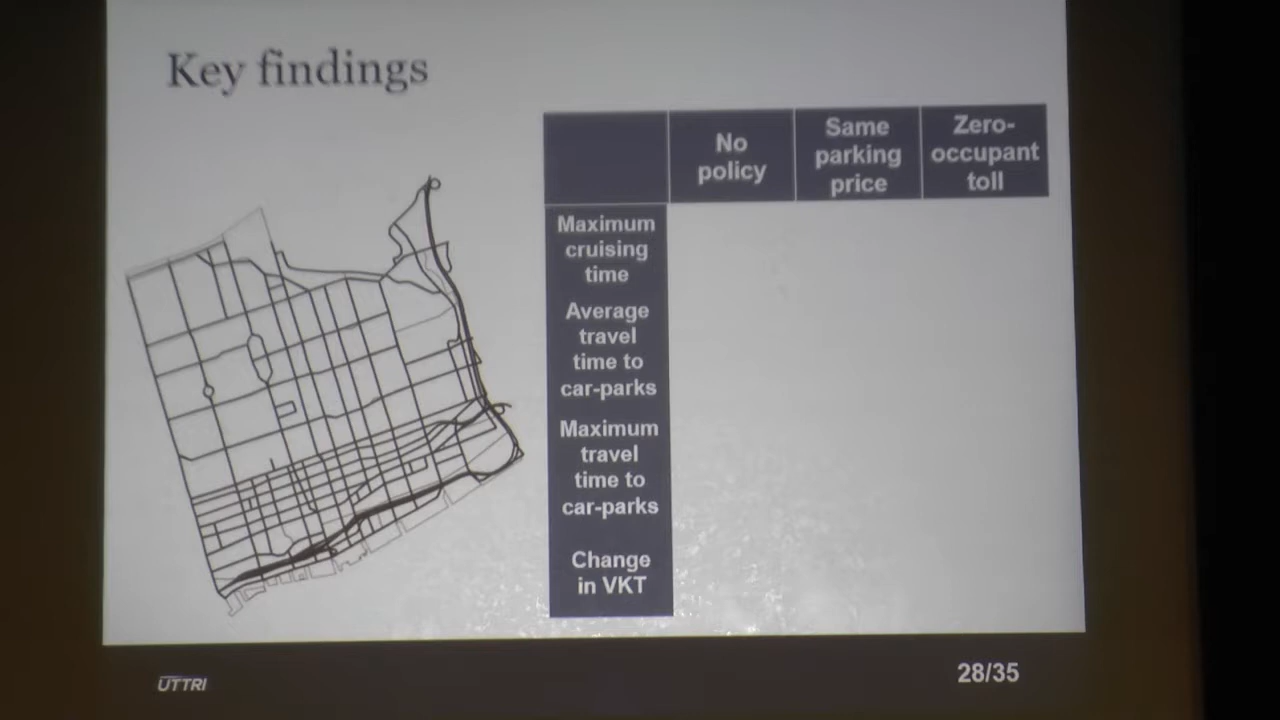 Key findings
No
policy
Same
parking
price
Zero-
occupant
toll
Maximum
cruising
time
Average
travel
time to
car-parks
Maximum
travel
time to
car-parks
Change
in VKT
UTTRI
28/35